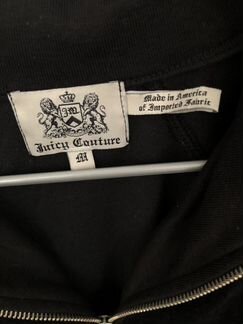 Juicy Couture
M
Made in America
of Imported Fabric